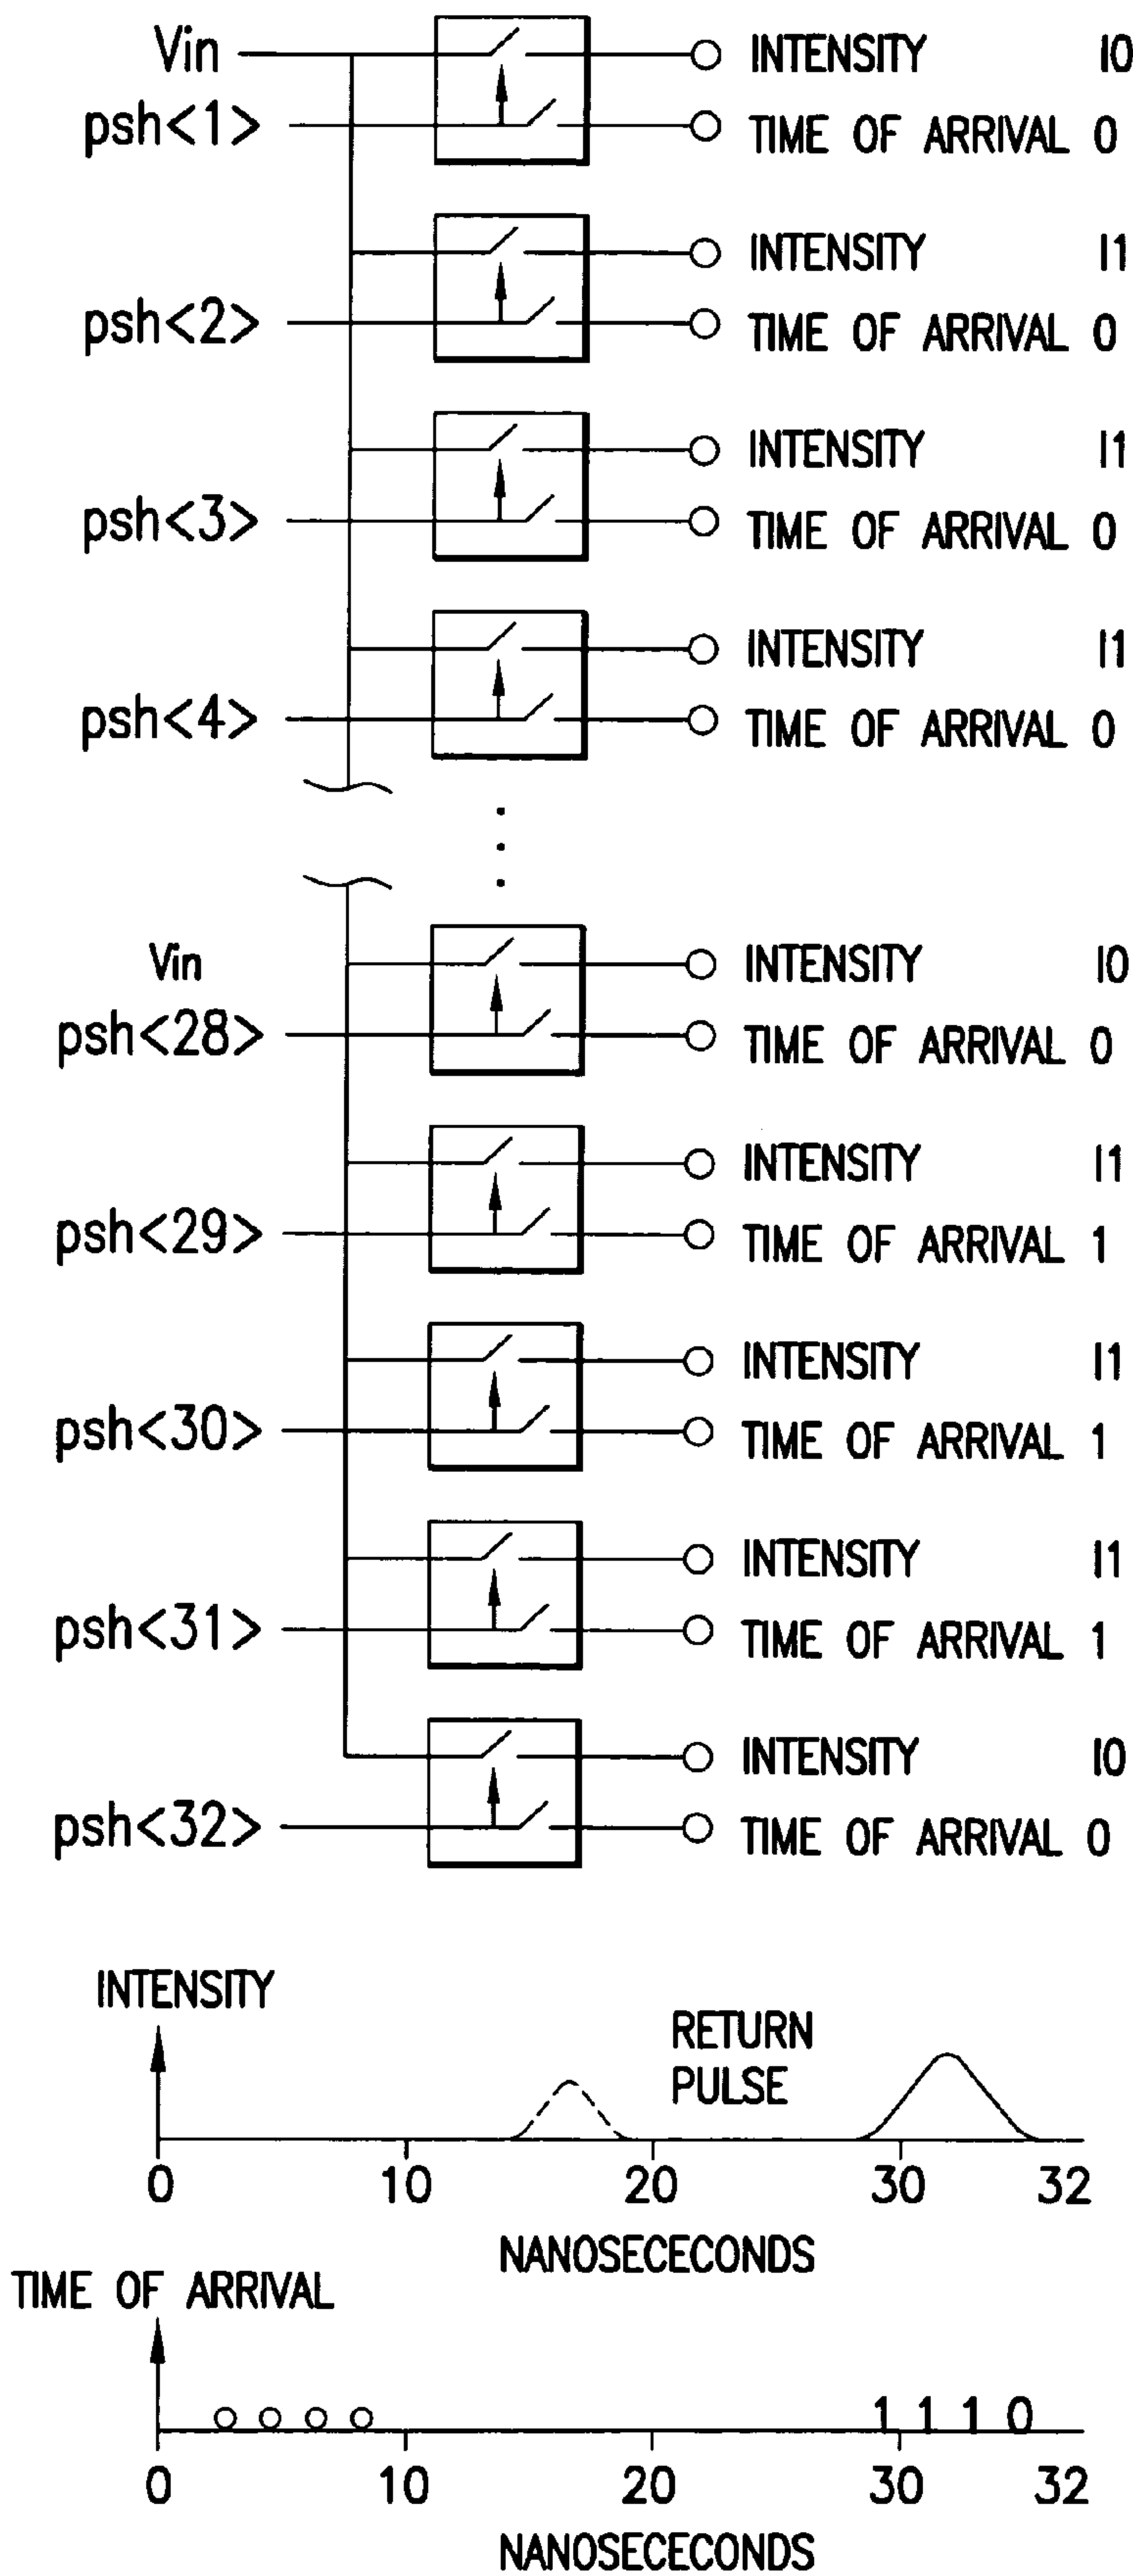 Vin INTENSITY I0
psh<1> TIME OF ARRIVAL 0
INTENSITY I1
psh<2> TIME OF ARRIVAL 0
INTENSITY I1
psh<3> TIME OF ARRIVAL 0
INTENSITY I1
psh<4> TIME OF ARRIVAL 0
Vin INTENSITY I0
psh<28> TIME OF ARRIVAL 0
INTENSITY I1
psh<29> TIME OF ARRIVAL 1
INTENSITY I1
psh<30> TIME OF ARRIVAL 1
INTENSITY I1
psh<31> TIME OF ARRIVAL 1
INTENSITY I0
psh<32> TIME OF ARRIVAL 0
INTENSITY
RETURN
PULSE
0 10 20 30 32
NANOSECECONDS
TIME OF ARRIVAL
0 0 0 0 1 1 1 0
0 10 20 30 32
NANOSECECONDS